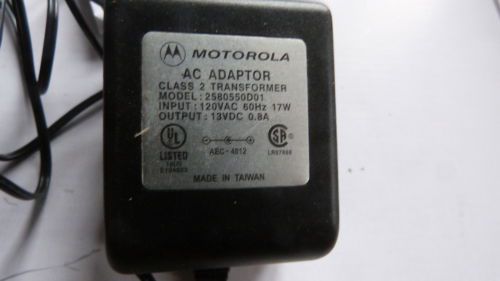 MOTOROLA
AC ADAPTOR
CLASS 2 TRANSFORMER
MODEL: 2580550D01
INPUT: 120VAC 60Hz 17W
OUTPUT: 13VDC 0.8A
UL
LISTED
AEC-4812
SA
MADE IN TAIWAN